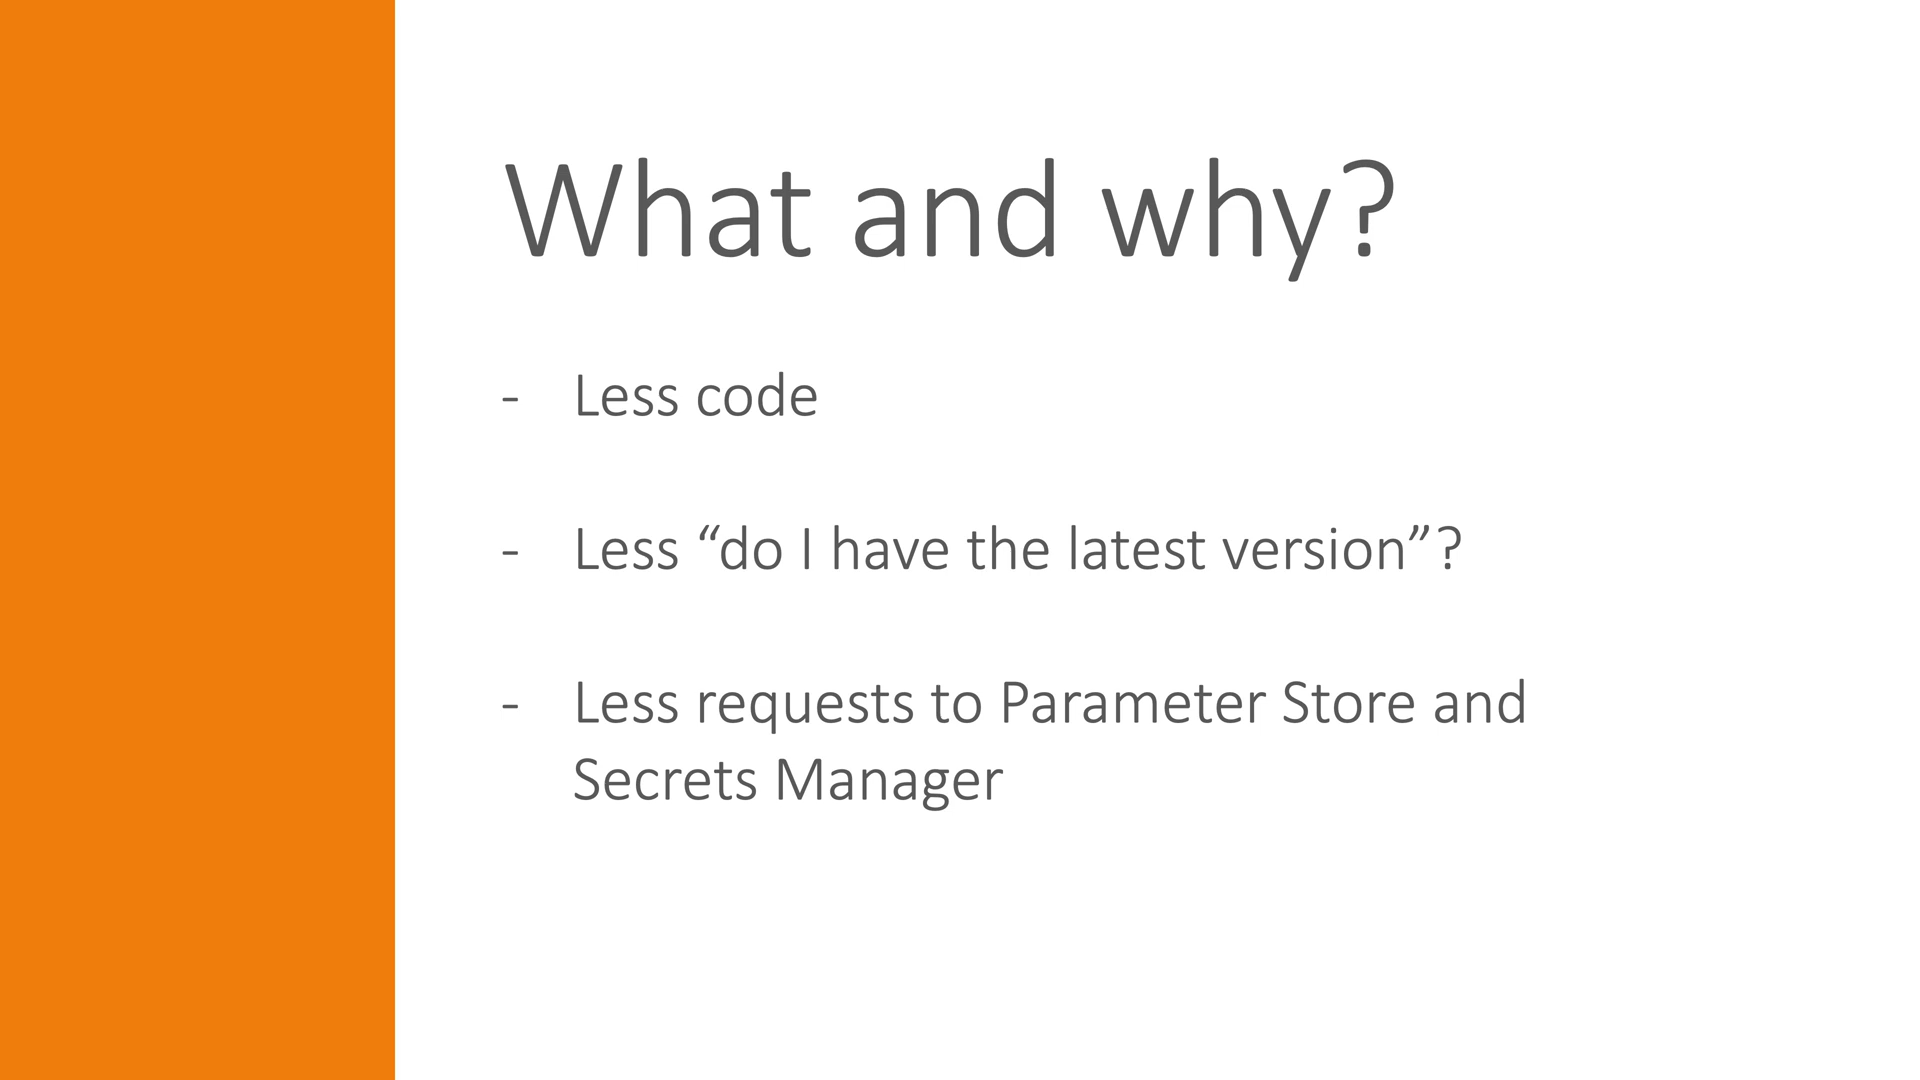 What and why?
- Less code
- Less “do I have the latest version”?
- Less requests to Parameter Store and
Secrets Manager